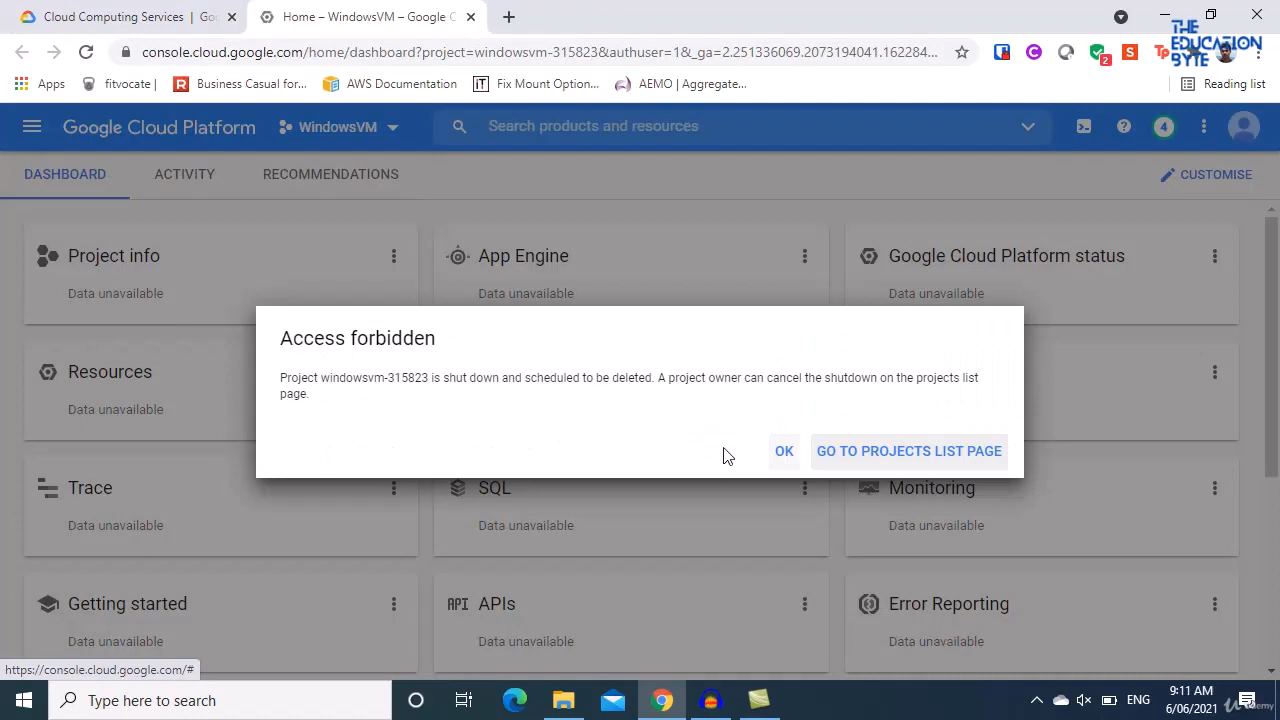 Cloud Computing Services | Go
Home – WindowsVM – Google C
console.cloud.google.com/home/dashboard?project=windowsvm-315823&authuser=1&_ga=2.251336069.2073194041.162284...
THE
EDUCATION
BYTE
Apps
fitvocate
Business Casual for...
AWS Documentation
Fix Mount Option...
AEMO | Aggregate...
Reading list
Google Cloud Platform
WindowsVM
Search products and resources
4
DASHBOARD
ACTIVITY
RECOMMENDATIONS
CUSTOMISE
Project info
App Engine
Google Cloud Platform status
Data unavailable
Data unavailable
Data unavailable
Access forbidden
Project windowsvm-315823 is shut down and scheduled to be deleted. A project owner can cancel the shutdown on the projects list
page.
OK
GO TO PROJECTS LIST PAGE
Resources
Data unavailable
Trace
SQL
Monitoring
Data unavailable
Data unavailable
Data unavailable
Getting started
API APIs
Error Reporting
Data unavailable
Data unavailable
Data unavailable
https://console.cloud.google.com/#
Type here to search
ENG
9:11 AM
6/06/2021
Udemy